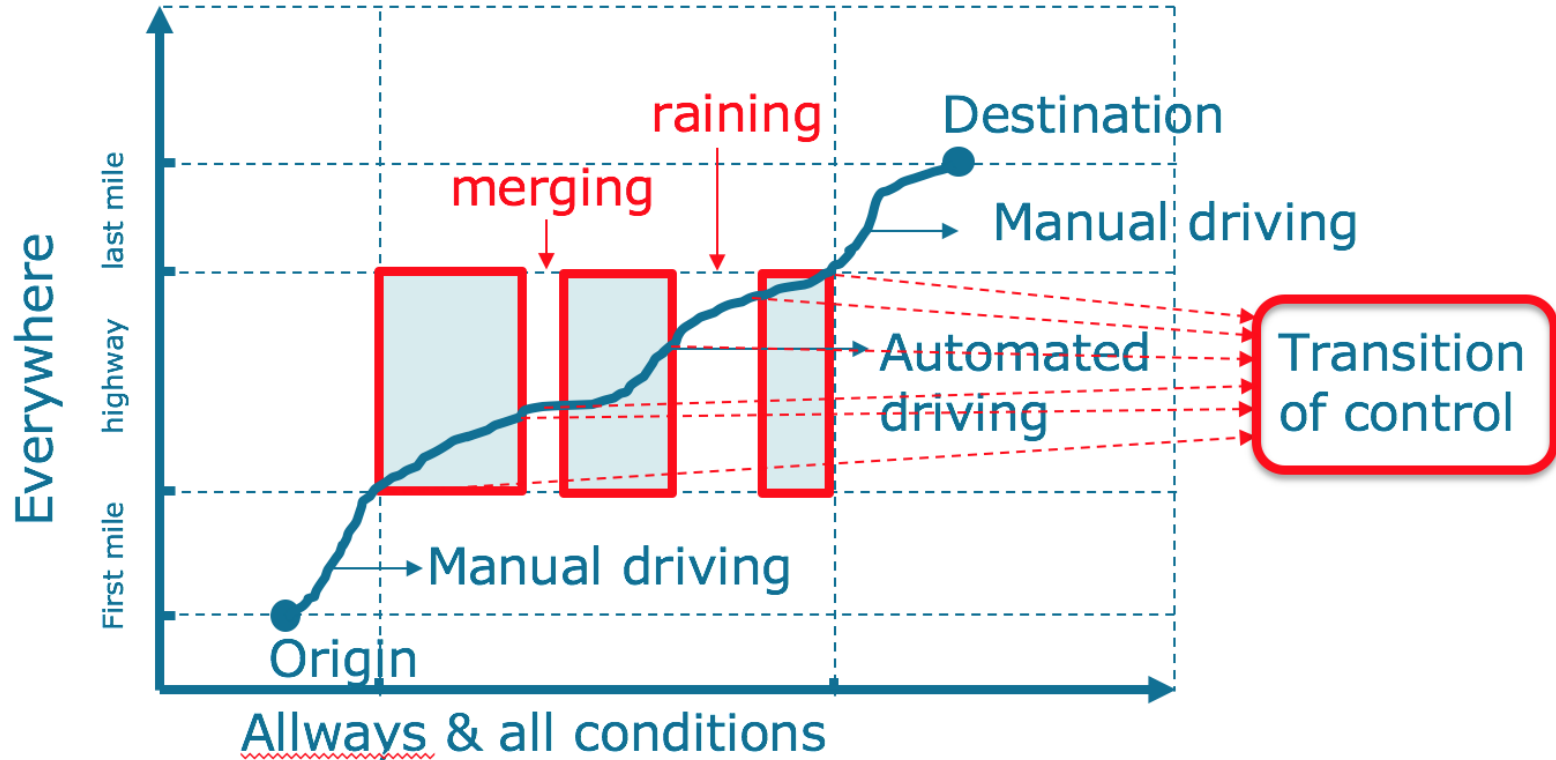 raining
Destination
merging
Manual driving
last mile
highway
First mile
Everywhere
Automated
driving
Transition
of control
Manual driving
Origin
Allways & all conditions